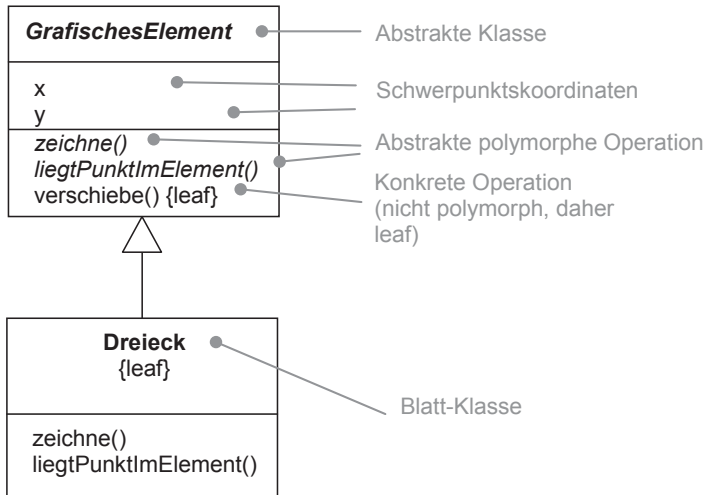 GrafischesElement
Abstrakte Klasse
x
y
Schwerpunktskoordinaten
zeichne()
liegtPunktImElement()
verschiebe() {leaf}
Abstrakte polymorphe Operation
Konkrete Operation
(nicht polymorph, daher
leaf)
Dreieck
{leaf}
Blatt-Klasse
zeichne()
liegtPunktImElement()